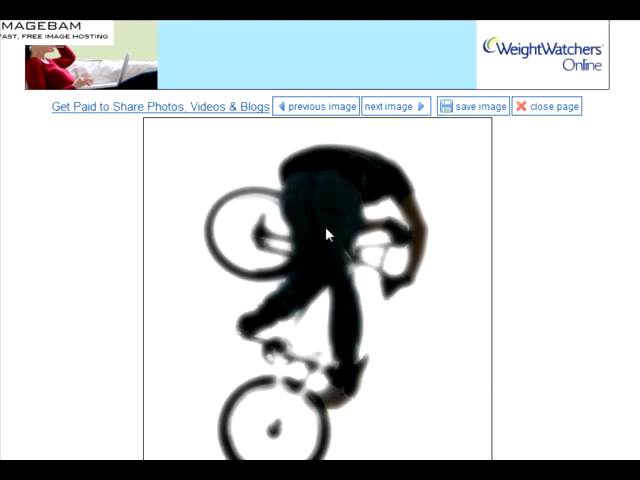 MAGEBAM
FAST, FREE IMAGE HOSTING
WeightWatchers
Online
Get Paid to Share Photos, Videos & Blogs previous image next image save image close page